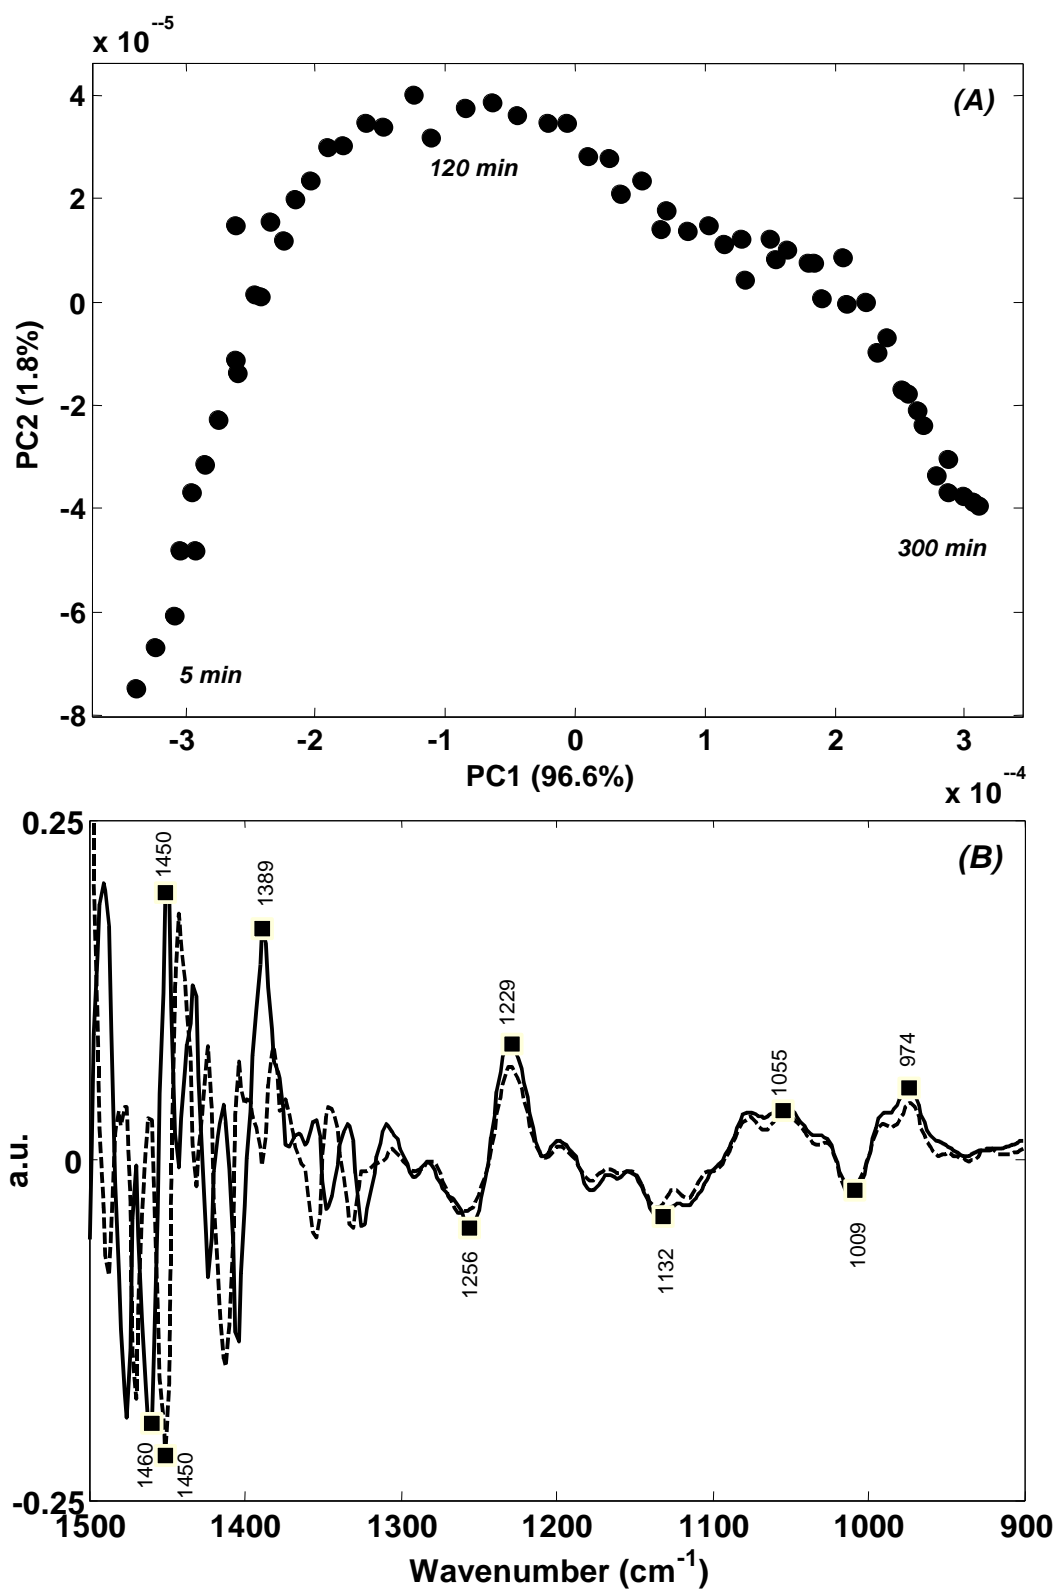 x 10⁻⁻⁵
(A)
4
120 min
2
0
PC2 (1.8%)
-2
-4
300 min
-6
5 min
-8
-3 -2 -1 0 1 2 3
PC1 (96.6%)
x 10⁻⁻⁴
0.25
(B)
1450
1389
1229
1055
974
a.u.
0
1256
1132
1009
1460
1450
-0.25
1500 1400 1300 1200 1100 1000 900
Wavenumber (cm⁻¹)